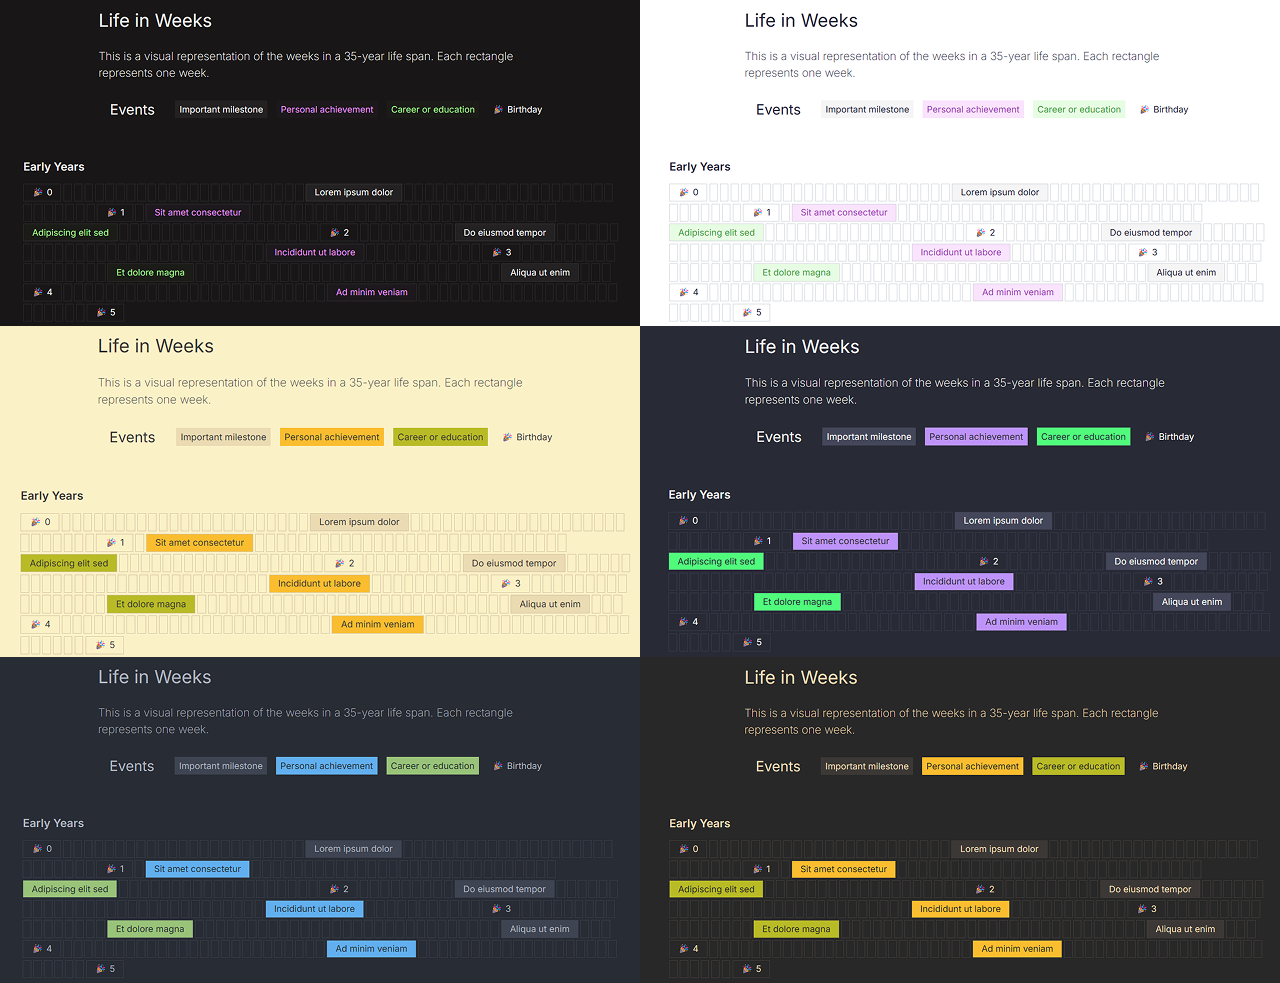 Life in Weeks
This is a visual representation of the weeks in a 35-year life span. Each rectangle
represents one week.
Events Important milestone Personal achievement Career or education 🎉 Birthday
Early Years
🎉 0 Lorem ipsum dolor
🎉 1 Sit amet consectetur
Adipiscing elit sed 🎉 2 Do eiusmod tempor
Incididunt ut labore 🎉 3
Et dolore magna Aliqua ut enim
🎉 4 Ad minim veniam
🎉 5
Life in Weeks
This is a visual representation of the weeks in a 35-year life span. Each rectangle
represents one week.
Events Important milestone Personal achievement Career or education 🎉 Birthday
Early Years
🎉 0 Lorem ipsum dolor
🎉 1 Sit amet consectetur
Adipiscing elit sed 🎉 2 Do eiusmod tempor
Incididunt ut labore 🎉 3
Et dolore magna Aliqua ut enim
🎉 4 Ad minim veniam
🎉 5
Life in Weeks
This is a visual representation of the weeks in a 35-year life span. Each rectangle
represents one week.
Events Important milestone Personal achievement Career or education 🎉 Birthday
Early Years
🎉 0 Lorem ipsum dolor
🎉 1 Sit amet consectetur
Adipiscing elit sed 🎉 2 Do eiusmod tempor
Incididunt ut labore 🎉 3
Et dolore magna Aliqua ut enim
🎉 4 Ad minim veniam
🎉 5
Life in Weeks
This is a visual representation of the weeks in a 35-year life span. Each rectangle
represents one week.
Events Important milestone Personal achievement Career or education 🎉 Birthday
Early Years
🎉 0 Lorem ipsum dolor
🎉 1 Sit amet consectetur
Adipiscing elit sed 🎉 2 Do eiusmod tempor
Incididunt ut labore 🎉 3
Et dolore magna Aliqua ut enim
🎉 4 Ad minim veniam
🎉 5
Life in Weeks
This is a visual representation of the weeks in a 35-year life span. Each rectangle
represents one week.
Events Important milestone Personal achievement Career or education 🎉 Birthday
Early Years
🎉 0 Lorem ipsum dolor
🎉 1 Sit amet consectetur
Adipiscing elit sed 🎉 2 Do eiusmod tempor
Incididunt ut labore 🎉 3
Et dolore magna Aliqua ut enim
🎉 4 Ad minim veniam
🎉 5
Life in Weeks
This is a visual representation of the weeks in a 35-year life span. Each rectangle
represents one week.
Events Important milestone Personal achievement Career or education 🎉 Birthday
Early Years
🎉 0 Lorem ipsum dolor
🎉 1 Sit amet consectetur
Adipiscing elit sed 🎉 2 Do eiusmod tempor
Incididunt ut labore 🎉 3
Et dolore magna Aliqua ut enim
🎉 4 Ad minim veniam
🎉 5